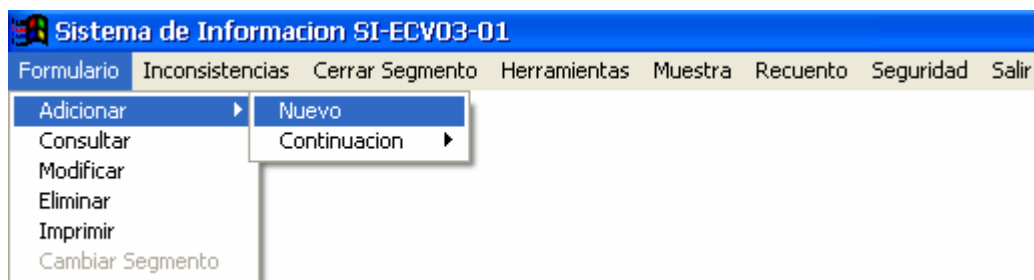 Sistema de Informacion SI-ECV03-01
Formulario Inconsistencias Cerrar Segmento Herramientas Muestra Recuento Seguridad Salir
Adicionar Nuevo
Consultar Continuacion
Modificar
Eliminar
Imprimir
Cambiar Segmento